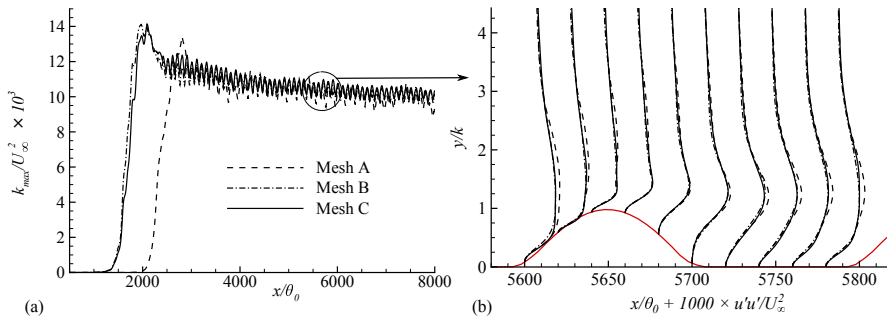 14
12
10
8
6
4
2
0
k_max/U_∞^2 × 10^3
Mesh A
Mesh B
Mesh C
2000 4000 6000 8000
x/θ_0
(a)
4
3
2
1
0
y/k
5600 5650 5700 5750 5800
x/θ_0 + 1000 × u'u'/U_∞^2
(b)